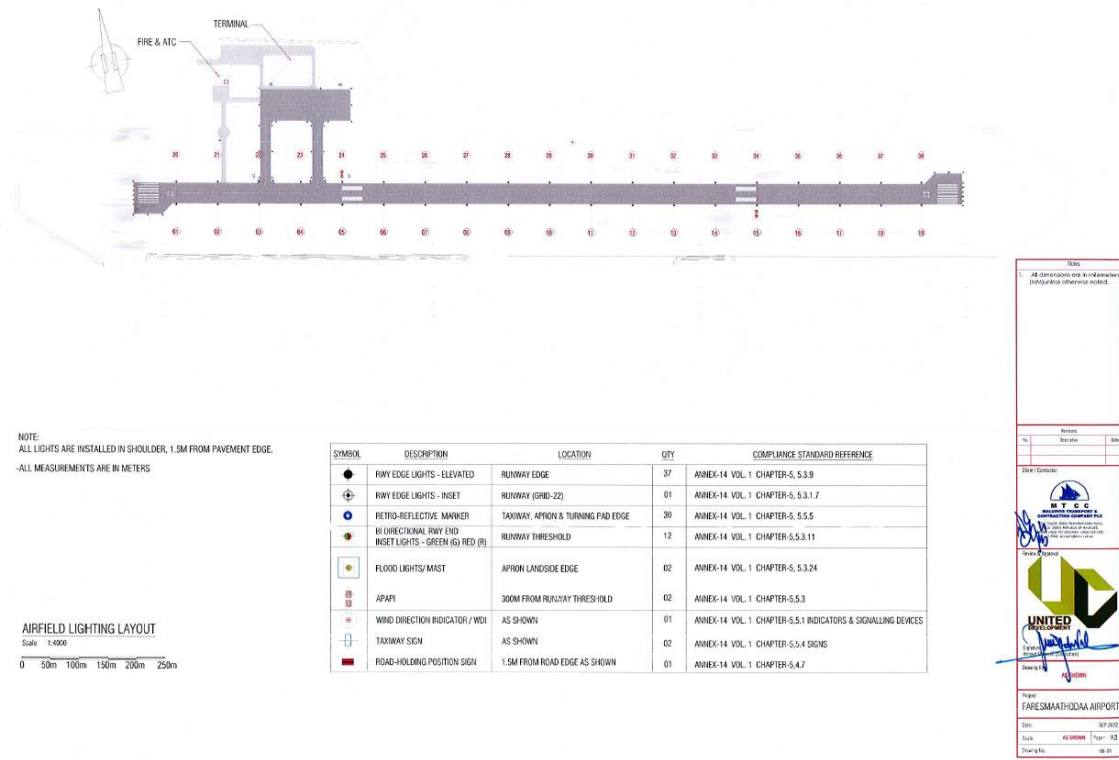 TERMINAL
FIRE & ATC
20 21 22 23 24 25 26 27 28 29 30 31 32 33 34 35 36 37 38
01 02 03 04 05 06 07 08 09 10 11 12 13 14 15 16 17 18 19
NOTE:
ALL LIGHTS ARE INSTALLED IN SHOULDER, 1.5M FROM PAVEMENT EDGE.
-ALL MEASUREMENTS ARE IN METERS
AIRFIELD LIGHTING LAYOUT
Scale 1:4000
0 50m 100m 150m 200m 250m
SYMBOL DESCRIPTION LOCATION QTY COMPLIANCE STANDARD REFERENCE
RWY EDGE LIGHTS - ELEVATED RUNWAY EDGE 37 ANNEX-14 VOL. 1 CHAPTER-5, 5.3.9
RWY EDGE LIGHTS - INSET RUNWAY (GRID-22) 01 ANNEX-14 VOL. 1 CHAPTER-5, 5.3.1.7
RETRO-REFLECTIVE MARKER TAXIWAY, APRON & TURNING PAD EDGE 30 ANNEX-14 VOL. 1 CHAPTER-5, 5.5.5
BI DIRECTIONAL RWY END
INSET LIGHTS - GREEN (G) RED (R) RUNWAY THRESHOLD 12 ANNEX-14 VOL. 1 CHAPTER-5,5.3.11
FLOOD LIGHTS/ MAST APRON LANDSIDE EDGE 02 ANNEX-14 VOL. 1 CHAPTER-5, 5.3.24
APAPI 300M FROM RUNWAY THRESHOLD 02 ANNEX-14 VOL. 1 CHAPTER-5,5.3
WIND DIRECTION INDICATOR / WDI AS SHOWN 01 ANNEX-14 VOL. 1 CHAPTER-5,5.1 INDICATORS & SIGNALLING DEVICES
TAXIWAY SIGN AS SHOWN 02 ANNEX-14 VOL. 1 CHAPTER-5,5.4 SIGNS
ROAD-HOLDING POSITION SIGN 1.5M FROM ROAD EDGE AS SHOWN 01 ANNEX-14 VOL. 1 CHAPTER-5,4.7
Notes
1. All dimensions are in milimeters
(MM)unless otherwise noted.
Revisions
No. Description
Client / Contractor:
MTCC
MALDIVES TRANSPORT &
CONTRACTING COMPANY PLC
Review & Approval
UNITED
DEVELOPMENT
AS SHOWN
Project
FARESMAATHODAA AIRPORT
Date: SEP 2022
Scale: AS SHOWN Paper: A3
Drawing No.